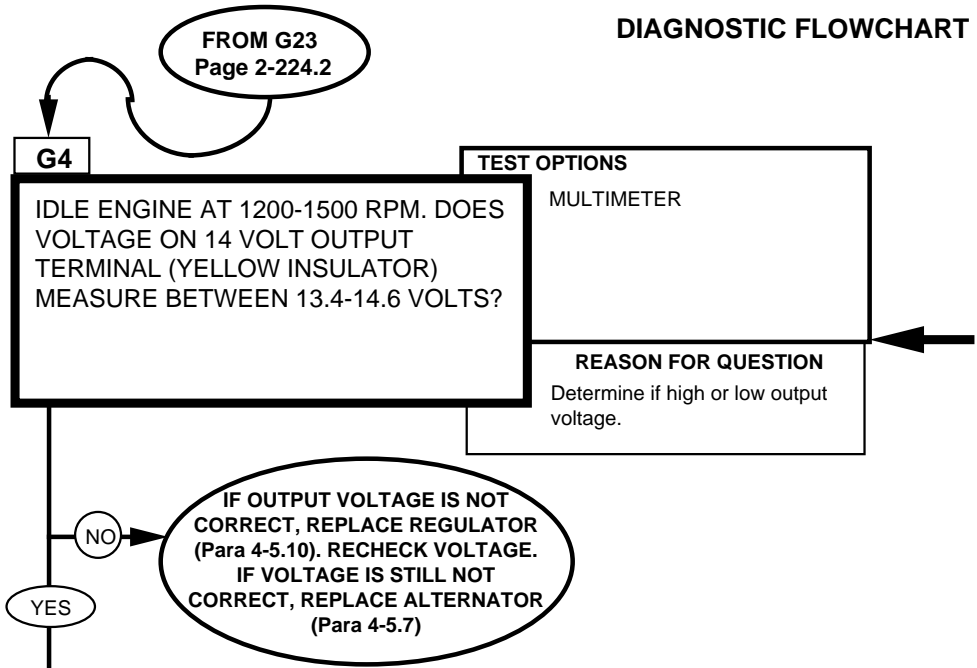 DIAGNOSTIC FLOWCHART
FROM G23
Page 2-224.2
G4
IDLE ENGINE AT 1200-1500 RPM. DOES
VOLTAGE ON 14 VOLT OUTPUT
TERMINAL (YELLOW INSULATOR)
MEASURE BETWEEN 13.4-14.6 VOLTS?
TEST OPTIONS
MULTIMETER
REASON FOR QUESTION
Determine if high or low output
voltage.
NO
IF OUTPUT VOLTAGE IS NOT
CORRECT, REPLACE REGULATOR
(Para 4-5.10). RECHECK VOLTAGE.
IF VOLTAGE IS STILL NOT
CORRECT, REPLACE ALTERNATOR
(Para 4-5.7)
YES